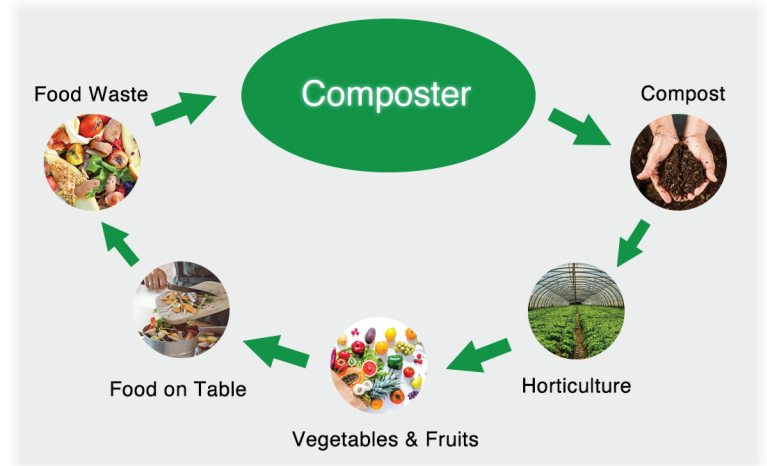 Composter
Food Waste
Compost
Food on Table
Horticulture
Vegetables & Fruits